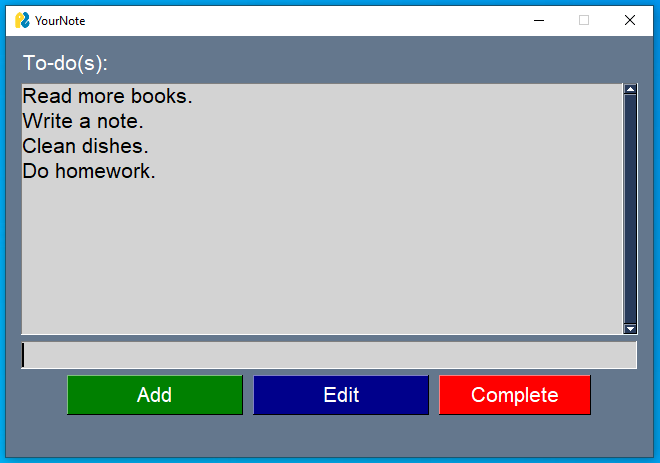 YourNote
To-do(s):
Read more books.
Write a note.
Clean dishes.
Do homework.
Add
Edit
Complete